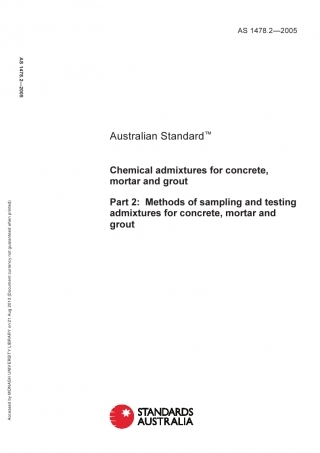 AS 1478.2—2005
AS 1478.2—2005
Australian Standard™
Chemical admixtures for concrete,
mortar and grout
Part 2: Methods of sampling and testing
admixtures for concrete, mortar and
grout
Accessed by MONASH UNIVERSITY LIBRARY on 21 Aug 2013 (Document currency not guaranteed when printed)
STANDARDS
AUSTRALIA